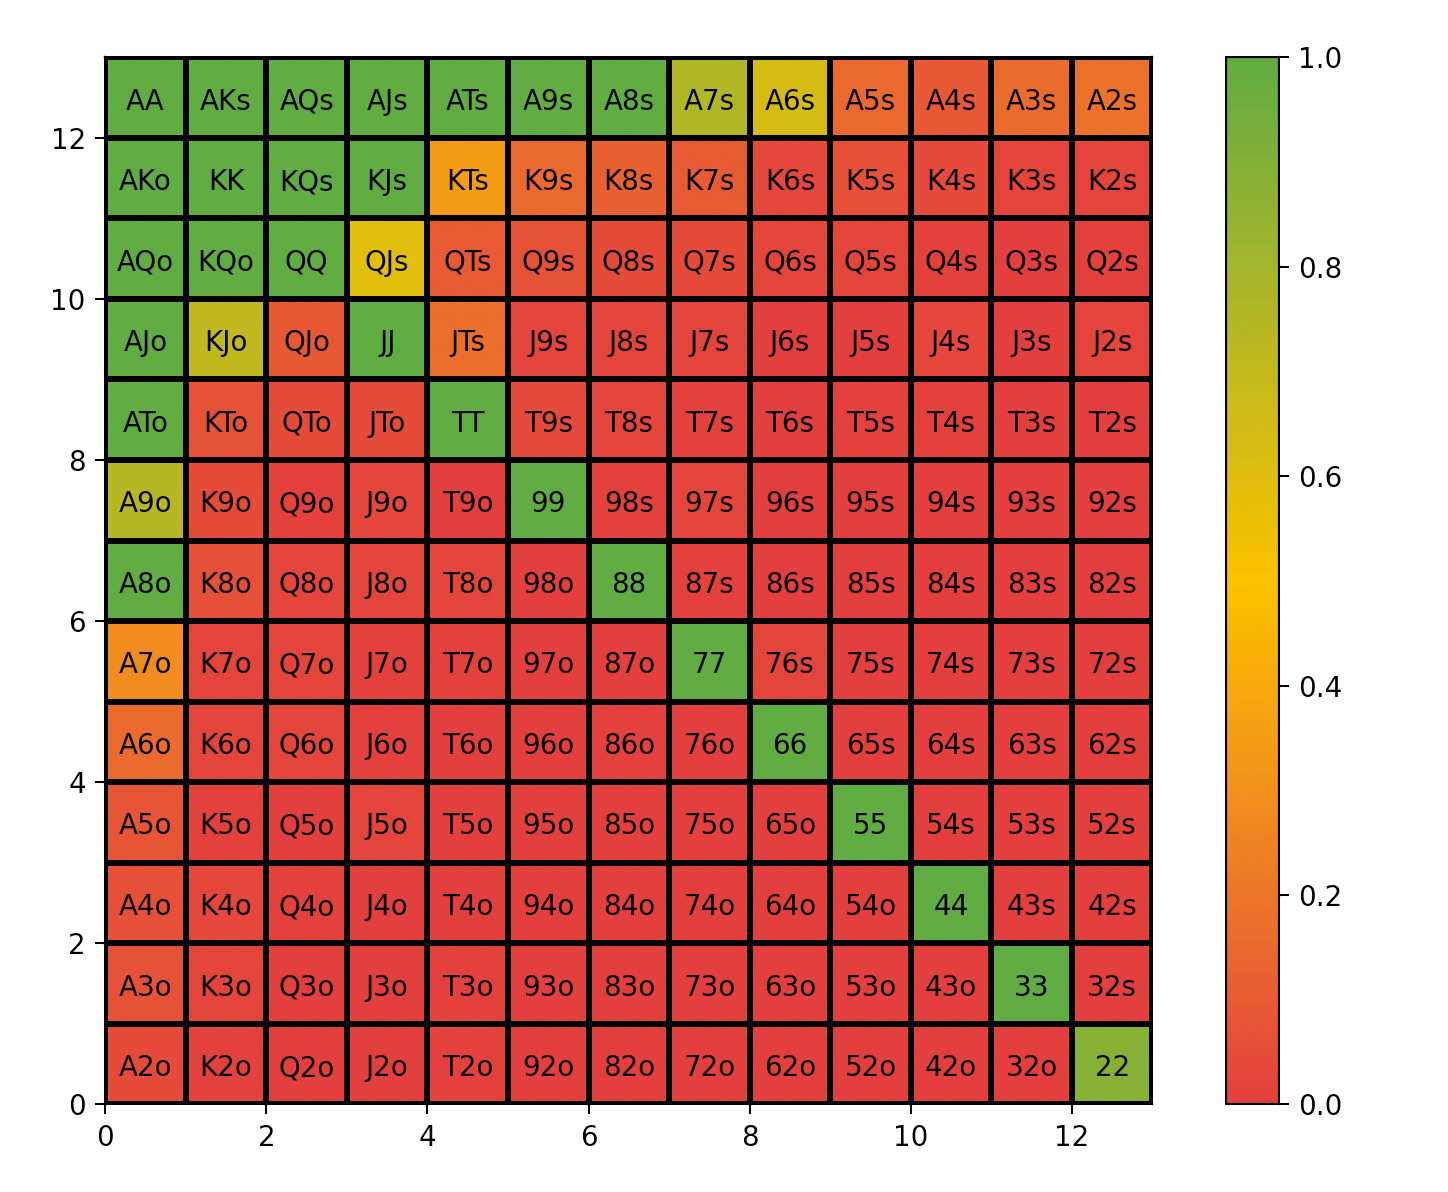 AA AKs AQs AJs ATs A9s A8s A7s A6s A5s A4s A3s A2s
AKo KK KQs KJs KTs K9s K8s K7s K6s K5s K4s K3s K2s
AQo KQo QQ QJs QTs Q9s Q8s Q7s Q6s Q5s Q4s Q3s Q2s
AJo KJo QJo JJ JTs J9s J8s J7s J6s J5s J4s J3s J2s
ATo KTo QTo JTo TT T9s T8s T7s T6s T5s T4s T3s T2s
A9o K9o Q9o J9o T9o 99 98s 97s 96s 95s 94s 93s 92s
A8o K8o Q8o J8o T8o 98o 88 87s 86s 85s 84s 83s 82s
A7o K7o Q7o J7o T7o 97o 87o 77 76s 75s 74s 73s 72s
A6o K6o Q6o J6o T6o 96o 86o 76o 66 65s 64s 63s 62s
A5o K5o Q5o J5o T5o 95o 85o 75o 65o 55 54s 53s 52s
A4o K4o Q4o J4o T4o 94o 84o 74o 64o 54o 44 43s 42s
A3o K3o Q3o J3o T3o 93o 83o 73o 63o 53o 43o 33 32s
A2o K2o Q2o J2o T2o 92o 82o 72o 62o 52o 42o 32o 22
12
10
8
6
4
2
0
0 2 4 6 8 10 12
1.0
0.8
0.6
0.4
0.2
0.0